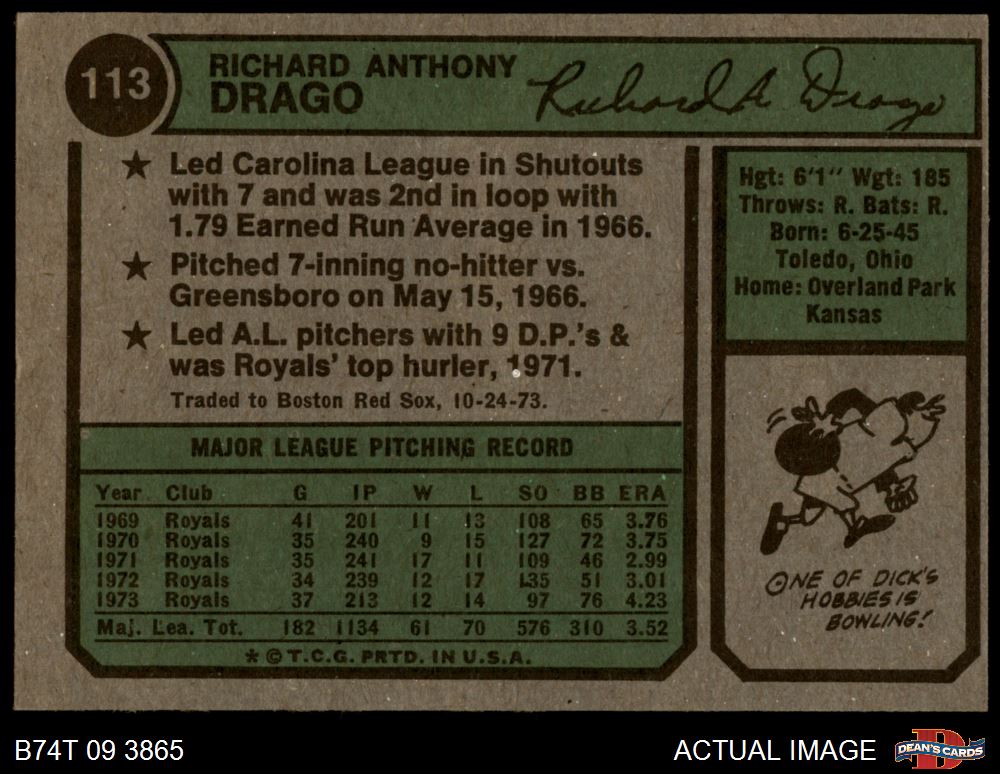 113
RICHARD ANTHONY
DRAGO
Richard A Drago
★ Led Carolina League in Shutouts
with 7 and was 2nd in loop with
1.79 Earned Run Average in 1966.
★ Pitched 7-inning no-hitter vs.
Greensboro on May 15, 1966.
★ Led A.L. pitchers with 9 D.P.'s &
was Royals' top hurler, 1971.
Traded to Boston Red Sox, 10-24-73.
Hgt: 6'1" Wgt: 185
Throws: R. Bats: R.
Born: 6-25-45
Toledo, Ohio
Home: Overland Park
Kansas
MAJOR LEAGUE PITCHING RECORD
Year Club G IP W L SO BB ERA
1969 Royals 41 201 11 13 108 65 3.76
1970 Royals 35 240 9 15 127 72 3.75
1971 Royals 35 241 17 11 109 46 2.99
1972 Royals 34 239 12 17 135 51 3.01
1973 Royals 37 213 12 14 97 76 4.23
Maj. Lea. Tot. 182 1134 61 70 576 310 3.52
* © T.C.G. PRTD. IN U.S.A.
ONE OF DICK'S
HOBBIES IS
BOWLING!
B74T 09 3865
ACTUAL IMAGE
D
DEAN'S CARDS